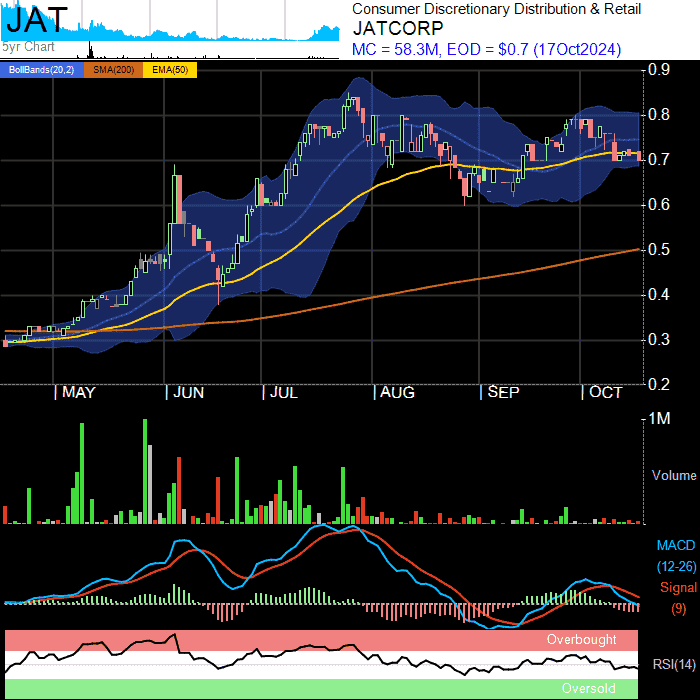 JAT
5yr Chart
Consumer Discretionary Distribution & Retail
JATCORP
MC = 58.3M, EOD = $0.7 (17Oct2024)
BollBands(20,2) SMA(200) EMA(50)
0.9
0.8
0.7
0.6
0.5
0.4
0.3
0.2
MAY JUN JUL AUG SEP OCT
1M
Volume
MACD
(12-26)
Signal
(9)
Overbought
RSI(14)
Oversold